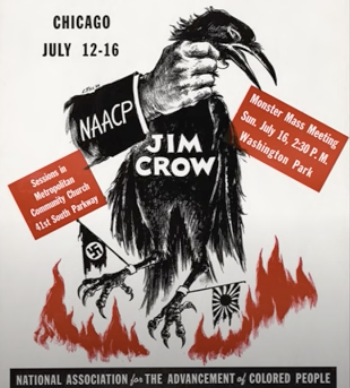 CHICAGO
JULY 12-16
NAACP
JIM
CROW
Monster Mass Meeting
Sun. July 16, 2:30 P. M.
Washington Park
Sessions in
Metropolitan
Community Church
41st South Parkway
NATIONAL ASSOCIATION for THE ADVANCEMENT of COLORED PEOPLE